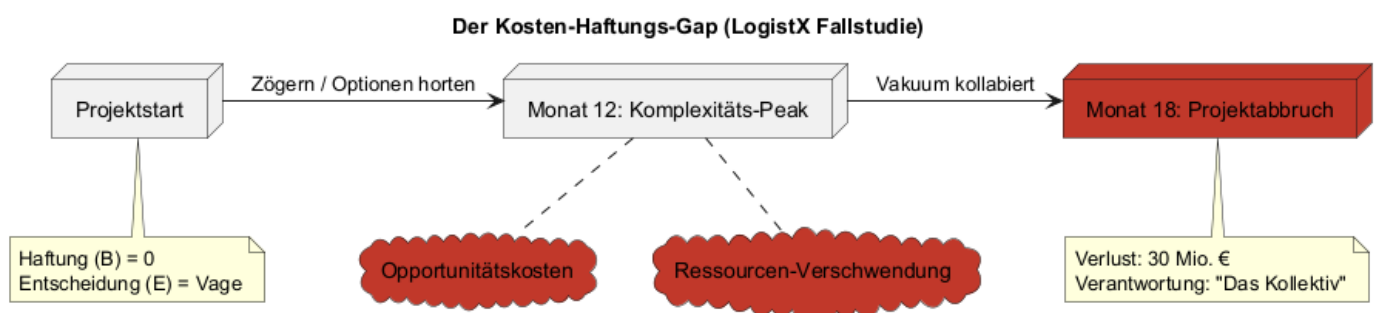 Der Kosten-Haftungs-Gap (LogistX Fallstudie)
Projektstart
Zögern / Optionen horten
Monat 12: Komplexitäts-Peak
Vakuum kollabiert
Monat 18: Projektabbruch
Haftung (B) = 0
Entscheidung (E) = Vage
Opportunitätskosten
Ressourcen-Verschwendung
Verlust: 30 Mio. €
Verantwortung: "Das Kollektiv"